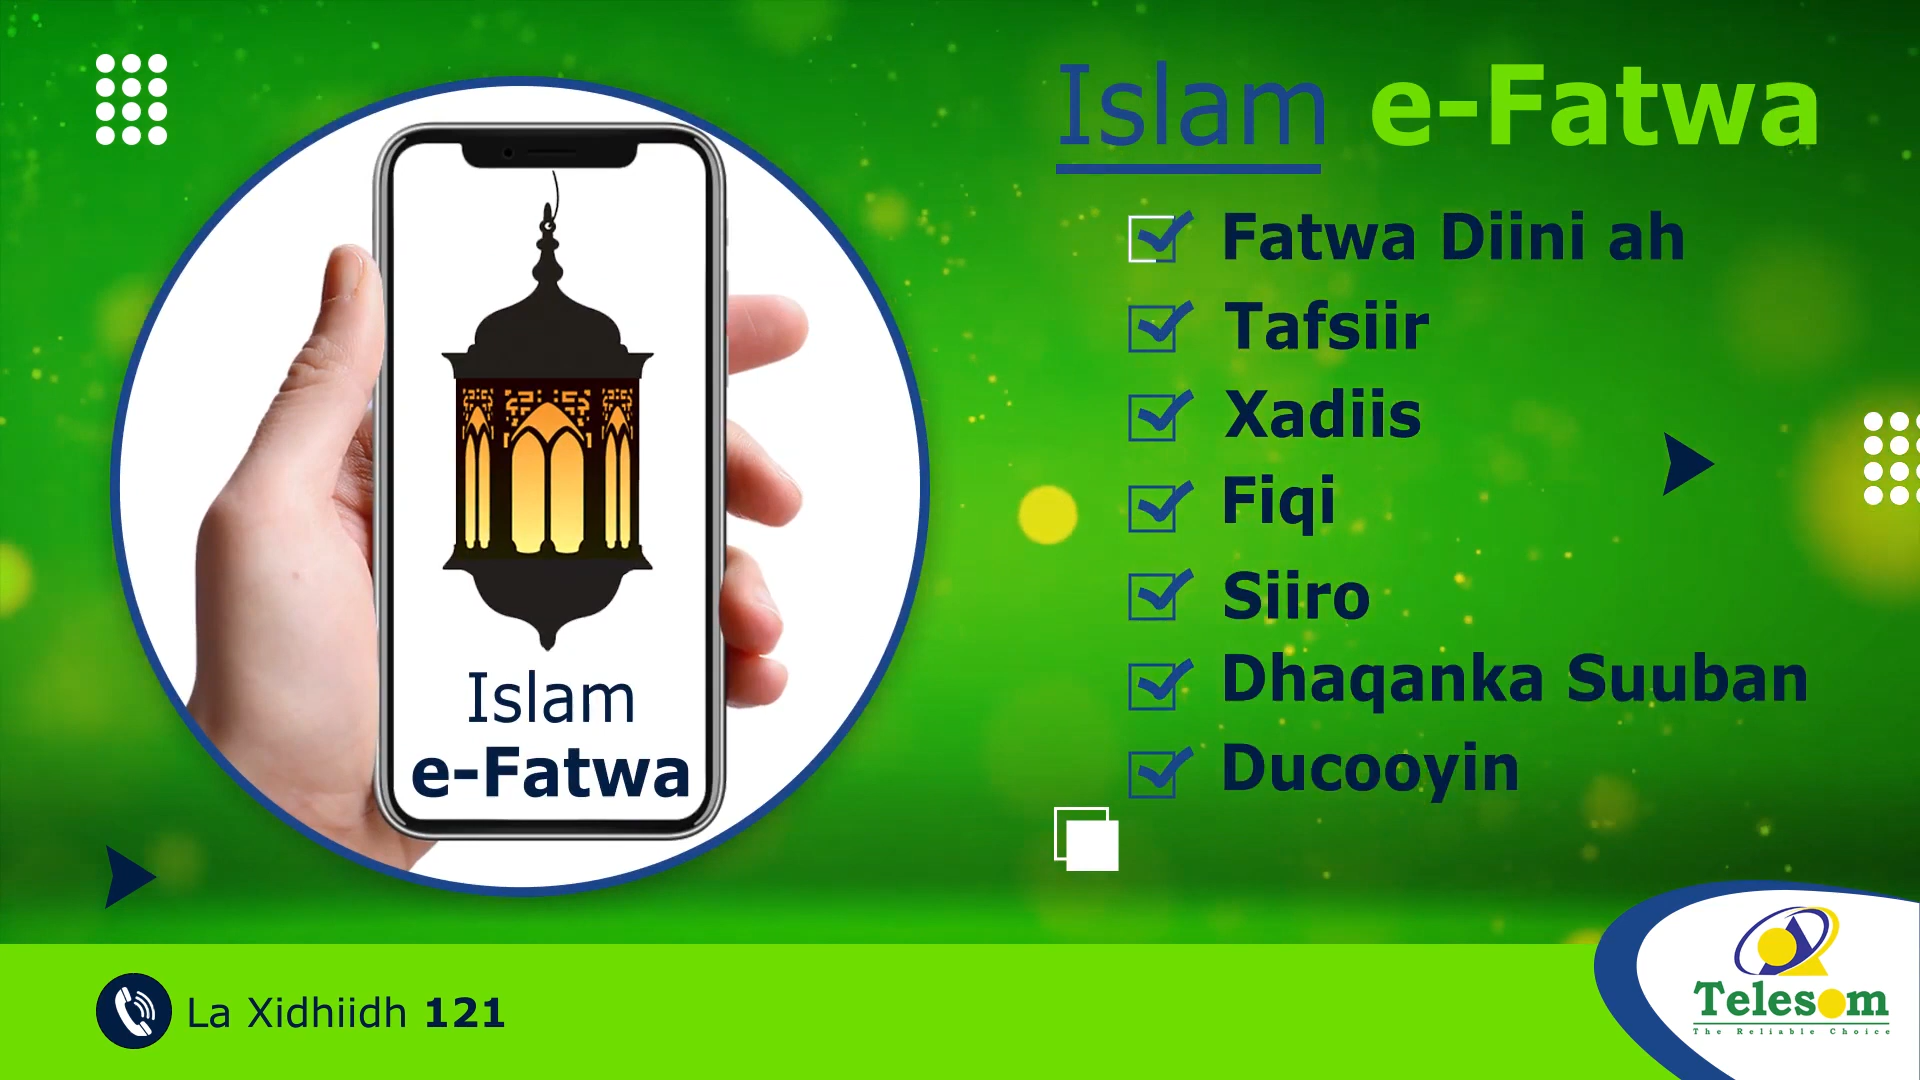 Islam e-Fatwa
Fatwa Diini ah
Tafsiir
Xadiis
Fiqi
Siiro
Dhaqanka Suuban
Ducooyin
Islam
e-Fatwa
La Xidhiidh 121
Telesom
The Reliable Choice